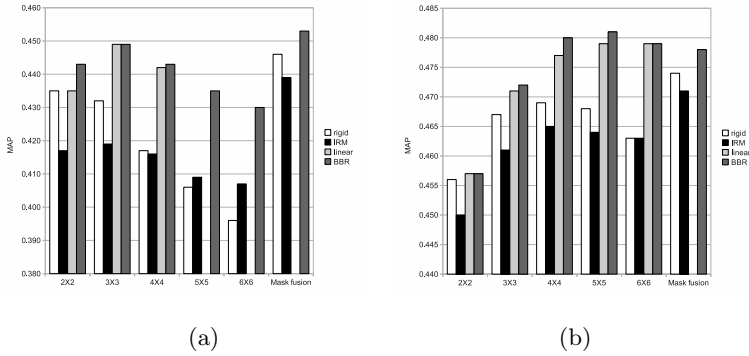 0.460
0.450
0.440
0.430
0.420
0.410
0.400
0.390
0.380
MAP
2X2 3X3 4X4 5X5 6X6 Mask fusion
rigid
IRM
linear
BBR
(a)
0.485
0.480
0.475
0.470
0.465
0.460
0.455
0.450
0.445
0.440
MAP
2X2 3X3 4X4 5X5 6X6 Mask fusion
rigid
IRM
linear
BBR
(b)